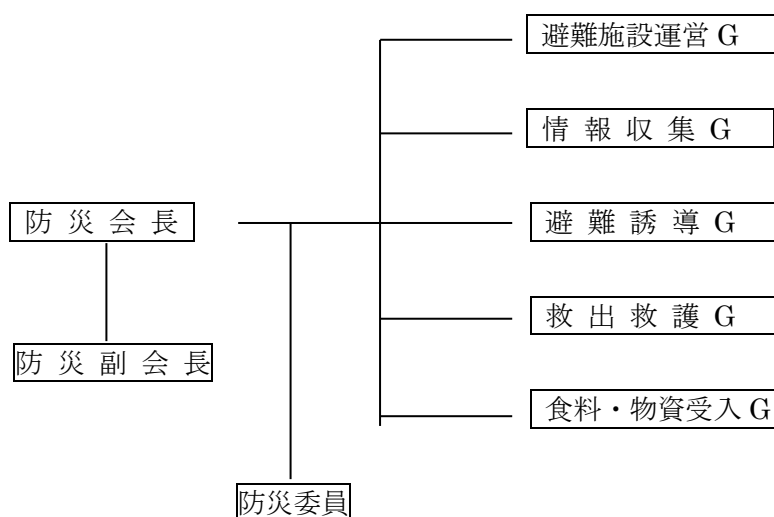 避難施設運営 G
情 報 収 集 G
防 災 会 長
避 難 誘 導 G
救 出 救 護 G
防 災 副 会 長
食料・物資受入 G
防災委員